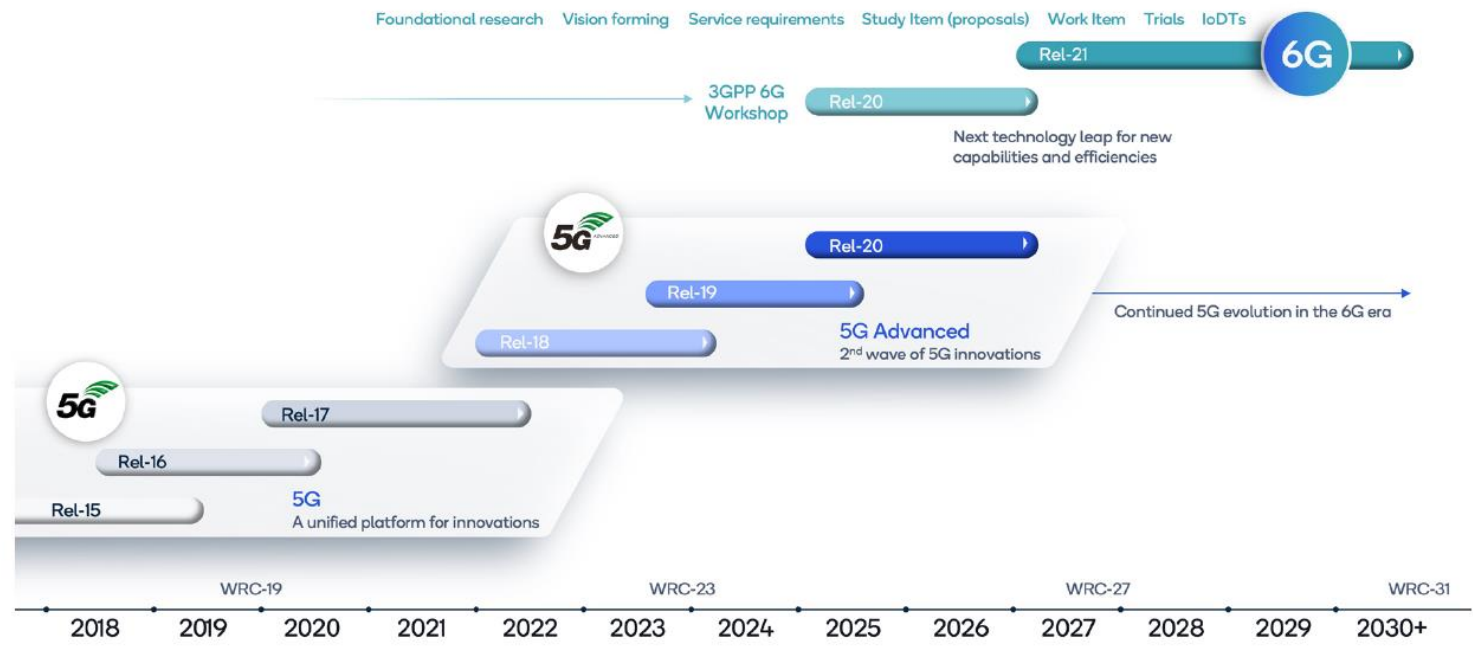 Foundational research Vision forming Service requirements Study Item (proposals) Work Item Trials IoDTs
Rel-21
6G
3GPP 6G
Workshop
Rel-20
Next technology leap for new
capabilities and efficiencies
5G ADVANCED
Rel-20
Rel-19
Continued 5G evolution in the 6G era
Rel-18
5G Advanced
2nd wave of 5G innovations
5G
Rel-17
Rel-16
Rel-15
5G
A unified platform for innovations
WRC-19 WRC-23 WRC-27 WRC-31
2018 2019 2020 2021 2022 2023 2024 2025 2026 2027 2028 2029 2030+